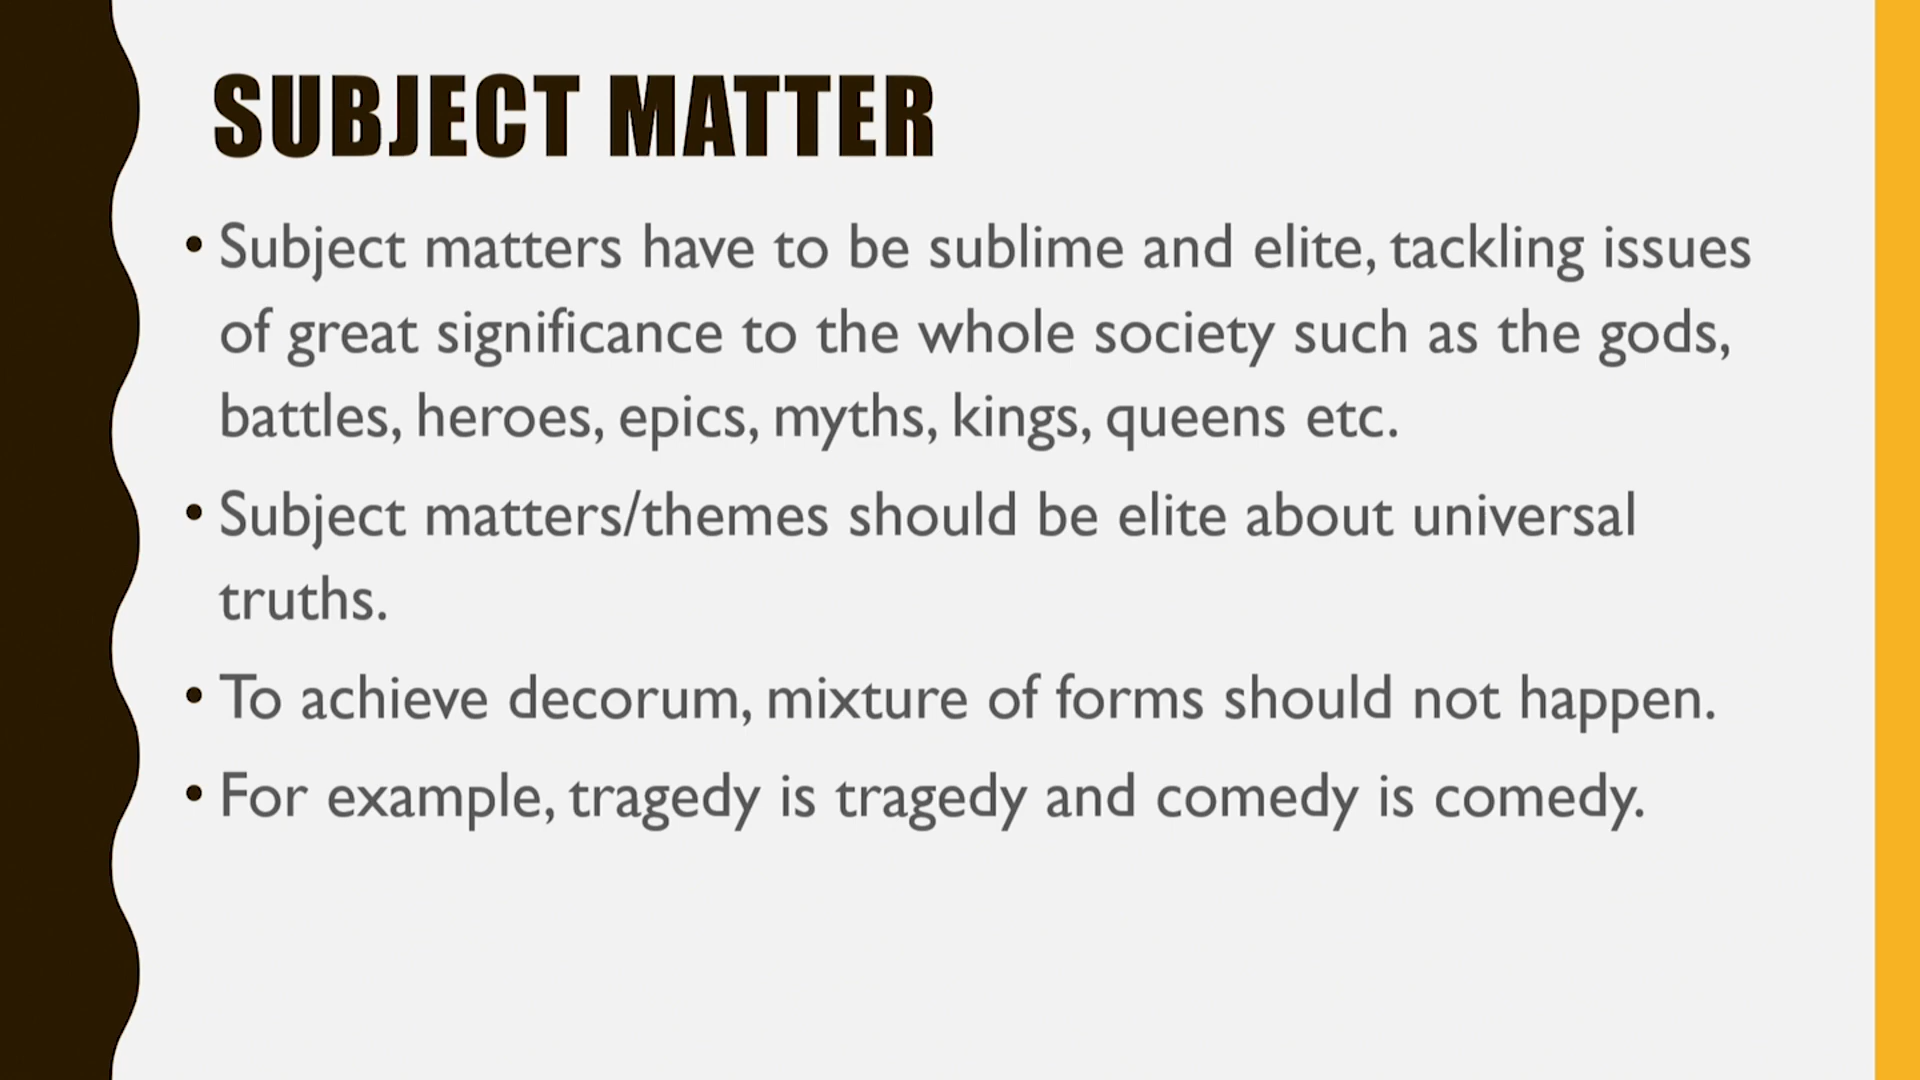 SUBJECT MATTER
• Subject matters have to be sublime and elite, tackling issues
of great significance to the whole society such as the gods,
battles, heroes, epics, myths, kings, queens etc.
• Subject matters/themes should be elite about universal
truths.
• To achieve decorum, mixture of forms should not happen.
• For example, tragedy is tragedy and comedy is comedy.